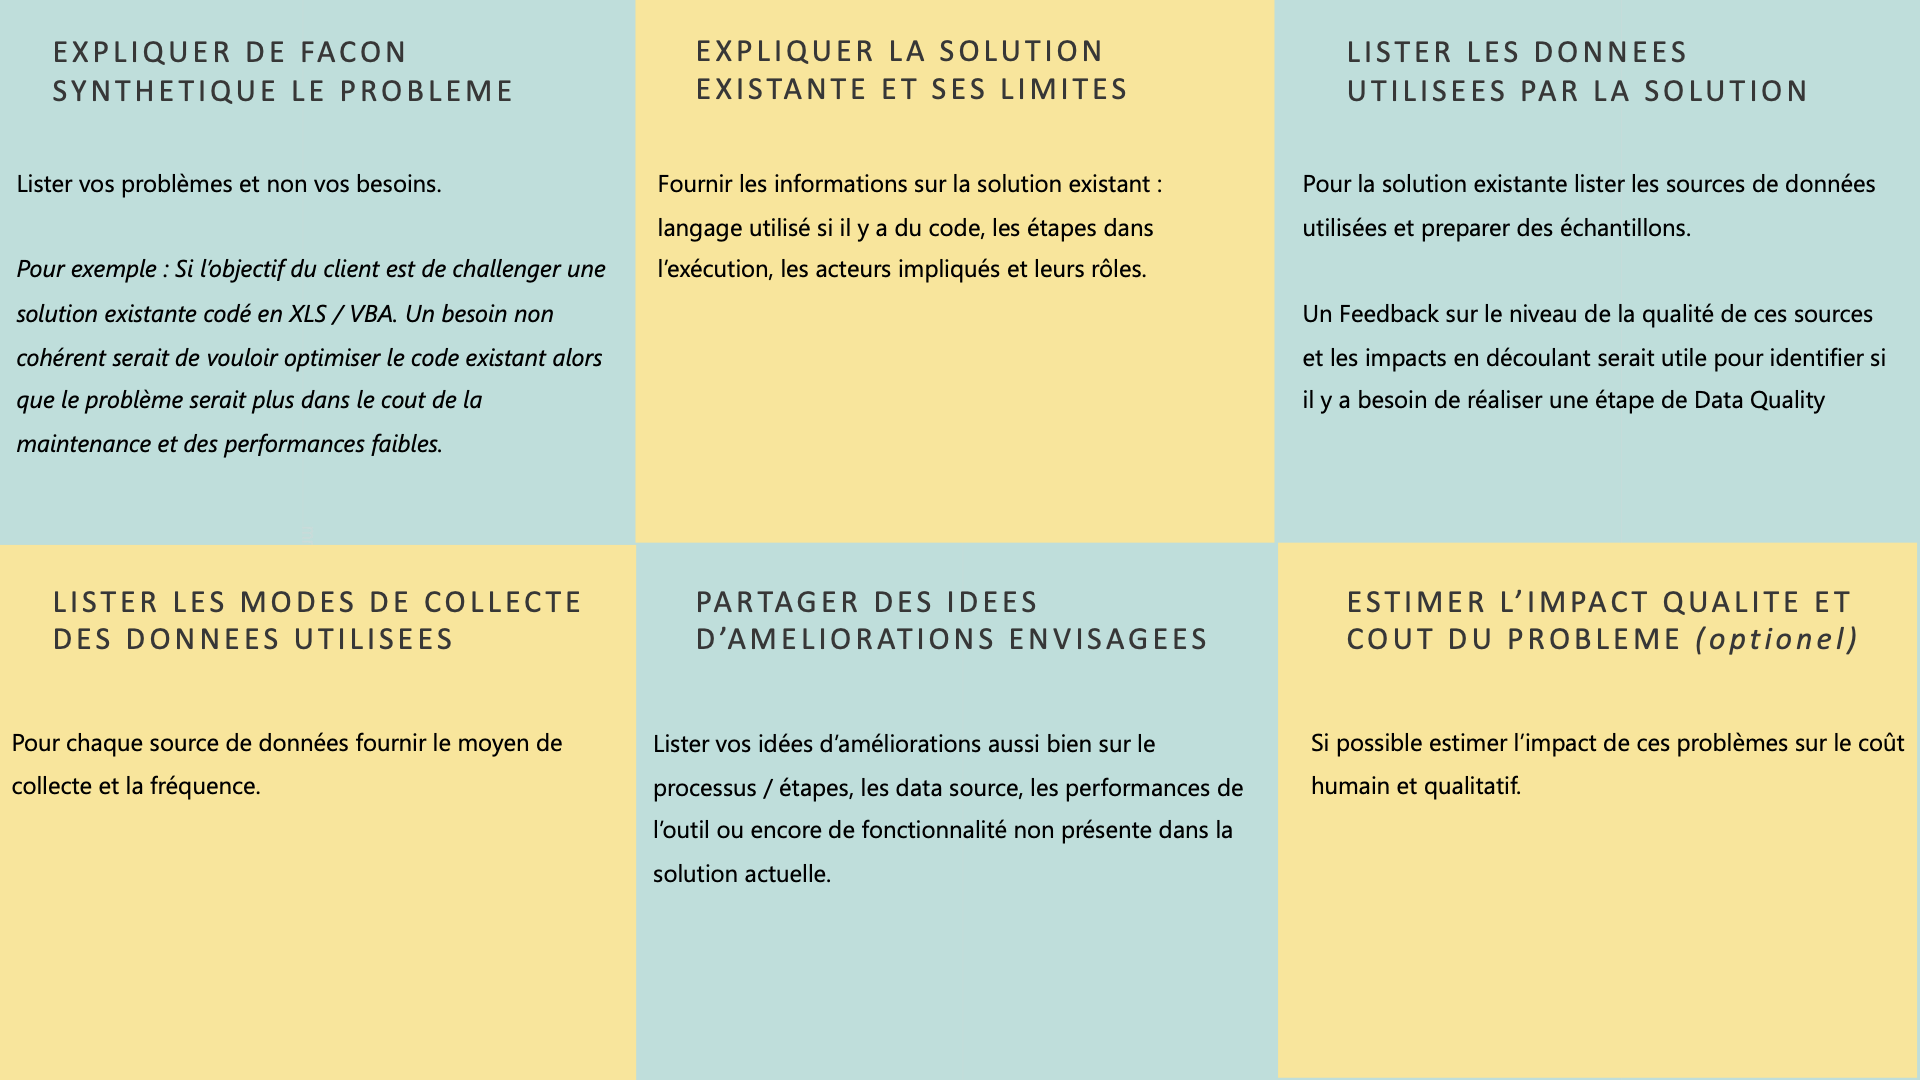 EXPLIQUER DE FACON
SYNTHETIQUE LE PROBLEME
Lister vos problèmes et non vos besoins.
Pour exemple : Si l’objectif du client est de challenger une
solution existante codé en XLS / VBA. Un besoin non
cohérent serait de vouloir optimiser le code existant alors
que le problème serait plus dans le cout de la
maintenance et des performances faibles.
EXPLIQUER LA SOLUTION
EXISTANTE ET SES LIMITES
Fournir les informations sur la solution existant :
langage utilisé si il y a du code, les étapes dans
l’exécution, les acteurs impliqués et leurs rôles.
LISTER LES DONNEES
UTILISEES PAR LA SOLUTION
Pour la solution existante lister les sources de données
utilisées et preparer des échantillons.
Un Feedback sur le niveau de la qualité de ces sources
et les impacts en découlant serait utile pour identifier si
il y a besoin de réaliser une étape de Data Quality
LISTER LES MODES DE COLLECTE
DES DONNEES UTILISEES
Pour chaque source de données fournir le moyen de
collecte et la fréquence.
PARTAGER DES IDEES
D’AMELIORATIONS ENVISAGEES
Lister vos idées d’améliorations aussi bien sur le
processus / étapes, les data source, les performances de
l’outil ou encore de fonctionnalité non présente dans la
solution actuelle.
ESTIMER L’IMPACT QUALITE ET
COUT DU PROBLEME (optionel)
Si possible estimer l’impact de ces problèmes sur le coût
humain et qualitatif.